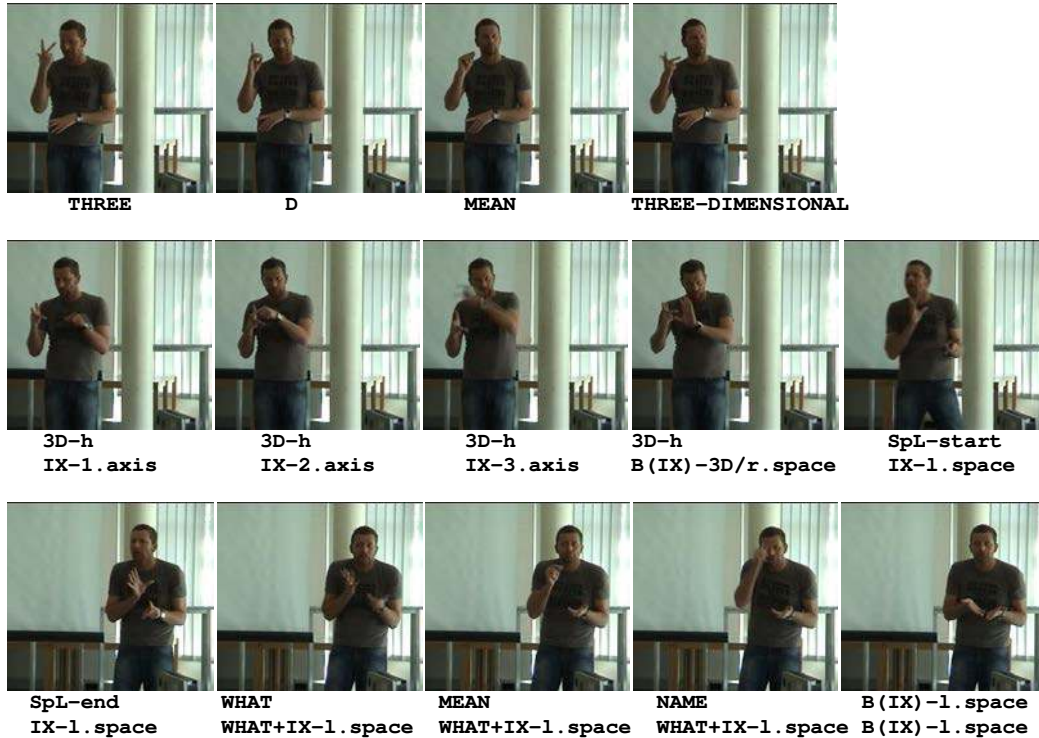 THREE D MEAN THREE-DIMENSIONAL
3D-h 3D-h 3D-h 3D-h SpL-start
IX-1.axis IX-2.axis IX-3.axis B(IX)-3D/r.space IX-l.space
SpL-end WHAT MEAN NAME B(IX)-l.space
IX-l.space WHAT+IX-l.space WHAT+IX-l.space WHAT+IX-l.space B(IX)-l.space